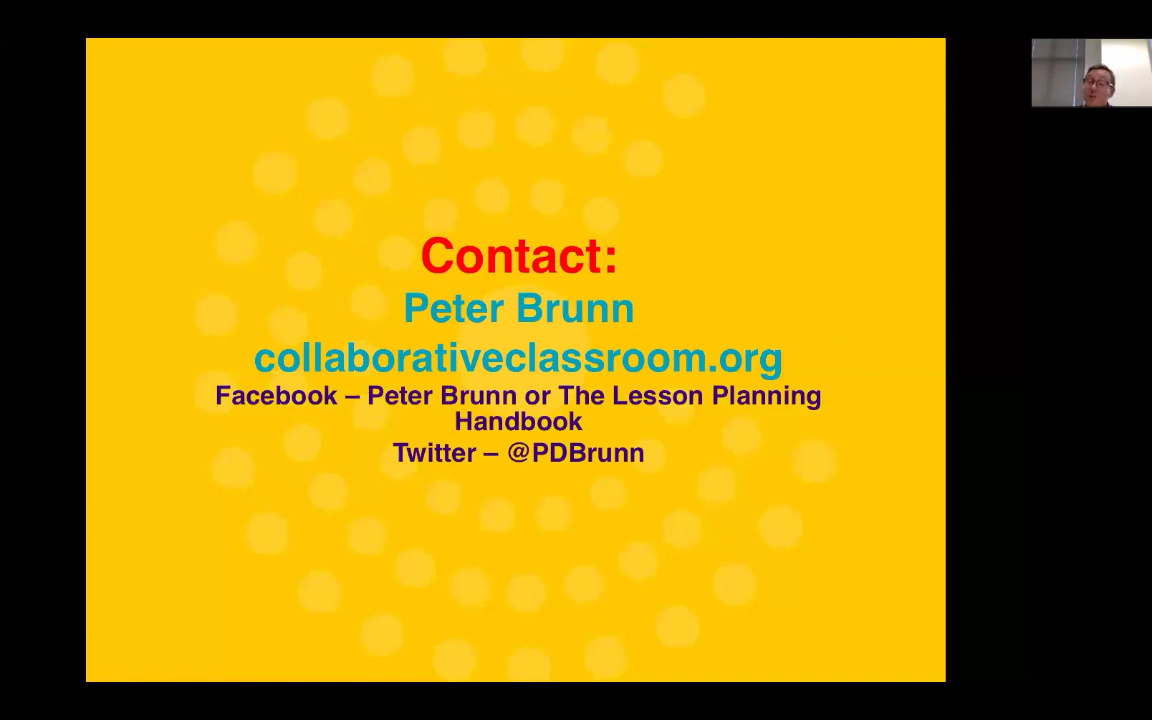 Contact:
Peter Brunn
collaborativeclassroom.org
Facebook – Peter Brunn or The Lesson Planning
Handbook
Twitter – @PDBrunn